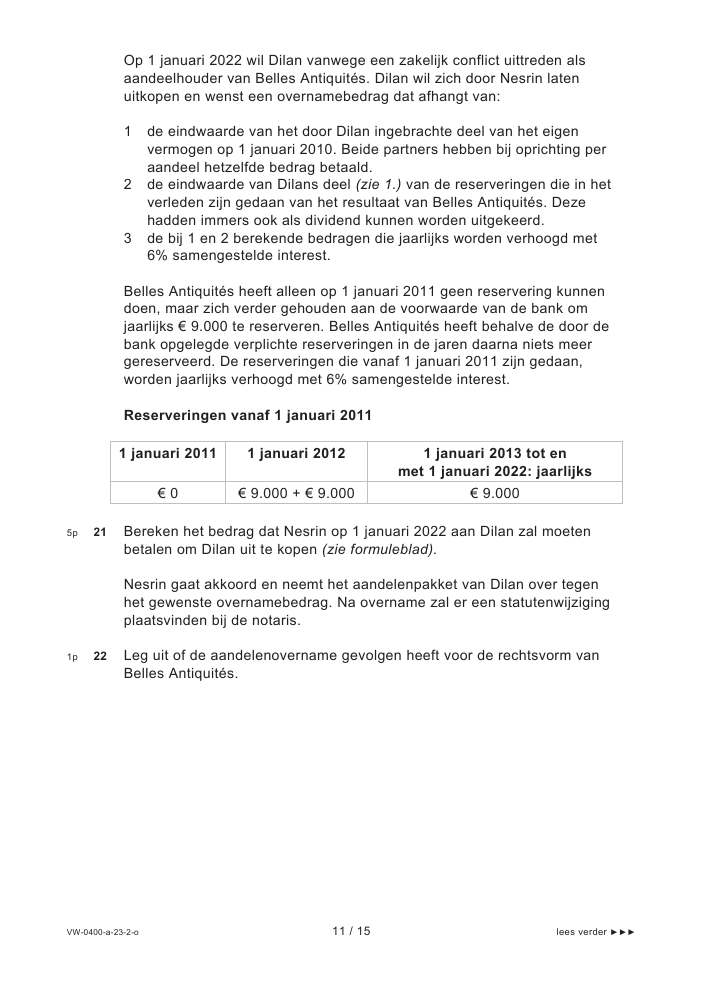 Op 1 januari 2022 wil Dilan vanwege een zakelijk conflict uittreden als
aandeelhouder van Belles Antiquités. Dilan wil zich door Nesrin laten
uitkopen en wenst een overnamebedrag dat afhangt van:
1 de eindwaarde van het door Dilan ingebrachte deel van het eigen
vermogen op 1 januari 2010. Beide partners hebben bij oprichting per
aandeel hetzelfde bedrag betaald.
2 de eindwaarde van Dilans deel (zie 1.) van de reserveringen die in het
verleden zijn gedaan van het resultaat van Belles Antiquités. Deze
hadden immers ook als dividend kunnen worden uitgekeerd.
3 de bij 1 en 2 berekende bedragen die jaarlijks worden verhoogd met
6% samengestelde interest.
Belles Antiquités heeft alleen op 1 januari 2011 geen reservering kunnen
doen, maar zich verder gehouden aan de voorwaarde van de bank om
jaarlijks € 9.000 te reserveren. Belles Antiquités heeft behalve de door de
bank opgelegde verplichte reserveringen in de jaren daarna niets meer
gereserveerd. De reserveringen die vanaf 1 januari 2011 zijn gedaan,
worden jaarlijks verhoogd met 6% samengestelde interest.
Reserveringen vanaf 1 januari 2011
1 januari 2011 1 januari 2012 1 januari 2013 tot en
met 1 januari 2022: jaarlijks
€ 0 € 9.000 + € 9.000 € 9.000
5p 21 Bereken het bedrag dat Nesrin op 1 januari 2022 aan Dilan zal moeten
betalen om Dilan uit te kopen (zie formuleblad).
Nesrin gaat akkoord en neemt het aandelenpakket van Dilan over tegen
het gewenste overnamebedrag. Na overname zal er een statutenwijziging
plaatsvinden bij de notaris.
1p 22 Leg uit of de aandelenovername gevolgen heeft voor de rechtsvorm van
Belles Antiquités.
VW-0400-a-23-2-o 11 / 15 lees verder ►►►